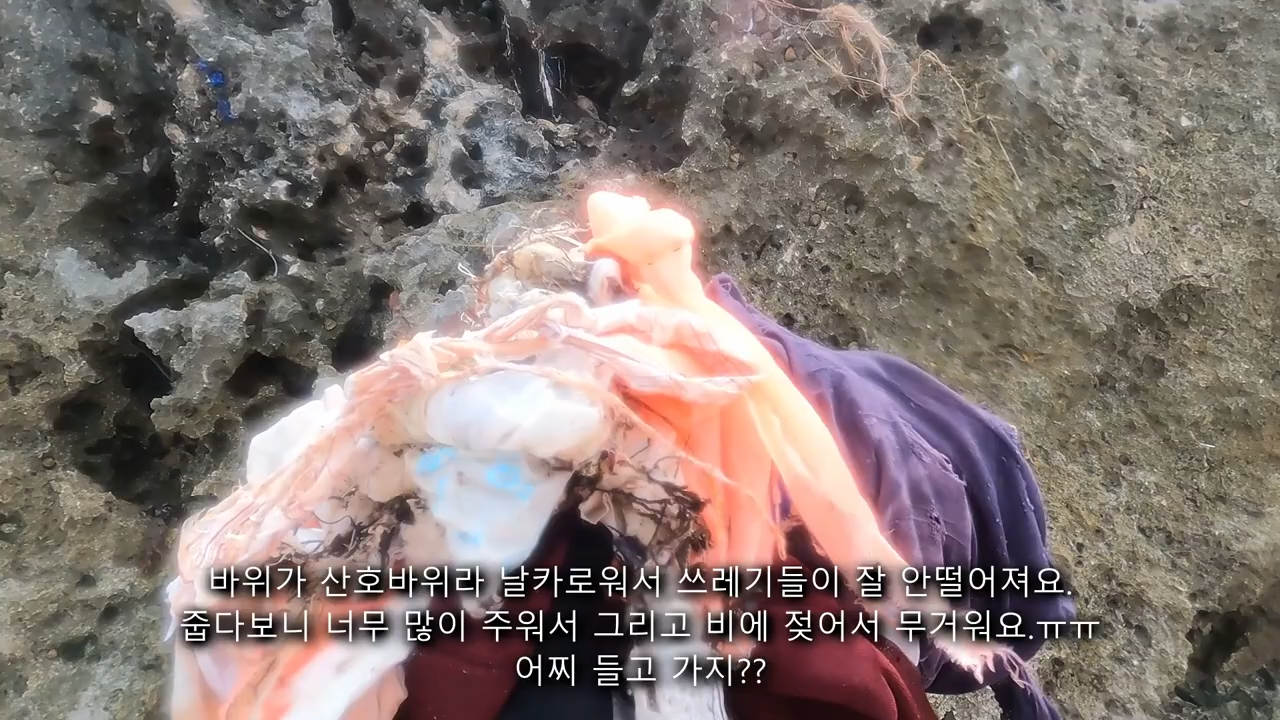 바위가 산호바위라 날카로워서 쓰레기들이 잘 안떨어져요.
줍다보니 너무 많이 주워서 그리고 비에 젖어서 무거워요.ㅠㅠ
어찌 들고 가지??